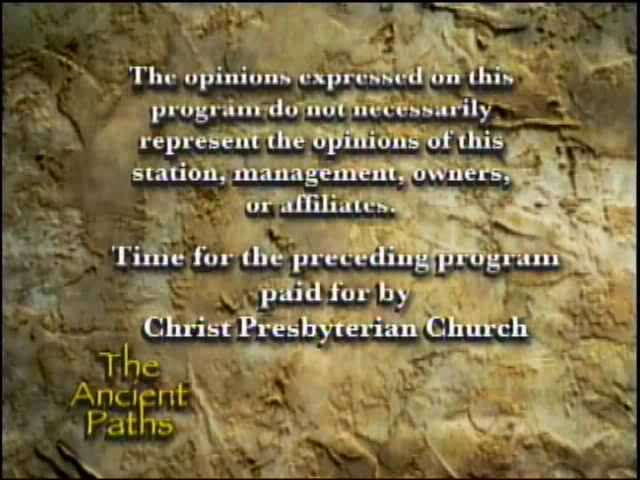 The opinions expressed on this
program do not necessarily
represent the opinions of this
station, management, owners,
or affiliates.
Time for the preceding program
paid for by
Christ Presbyterian Church
The
Ancient
Paths